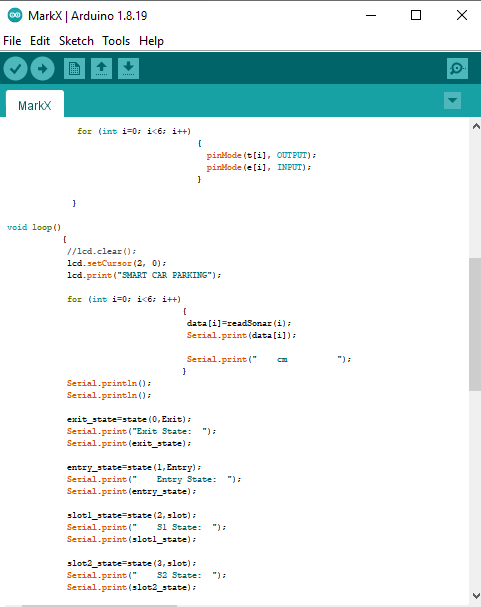 MarkX | Arduino 1.8.19
File Edit Sketch Tools Help
MarkX
for (int i=0; i<6; i++)
{
pinMode(t[i], OUTPUT);
pinMode(e[i], INPUT);
}
}
void loop()
{
//lcd.clear();
lcd.setCursor(2, 0);
lcd.print("SMART CAR PARKING");
for (int i=0; i<6; i++)
{
data[i]=readSonar(i);
Serial.print(data[i]);
Serial.print("    cm          ");
}
Serial.println();
Serial.println();
exit_state=state(0,Exit);
Serial.print("Exit State:  ");
Serial.print(exit_state);
entry_state=state(1,Entry);
Serial.print("    Entry State:  ");
Serial.print(entry_state);
slot1_state=state(2,slot);
Serial.print("    S1 State:  ");
Serial.print(slot1_state);
slot2_state=state(3,slot);
Serial.print("    S2 State:  ");
Serial.print(slot2_state);